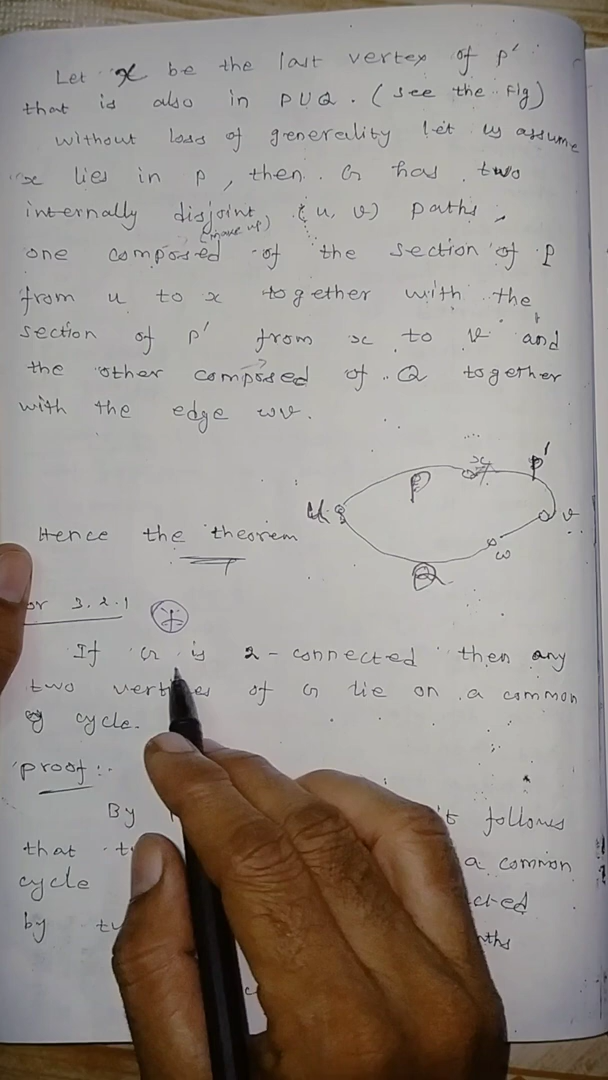 Let x be the last vertex of p'
that is also in PUQ. (see the Fig)
without loss of generality let us assume
x lies in p, then G has two
internally disjoint (u, v) paths,
(make up)
one composed of the section of P
from u to x together with the
section of p' from x to v and
the other composed of Q together
with the edge wv.
x p'
P
u v
w
Hence the theorem
Q
or 3.2.1
If G is 2-connected then any
two vertices of G lie on a common
cycle.
proof:-
By it follows
that a common
cycle
by